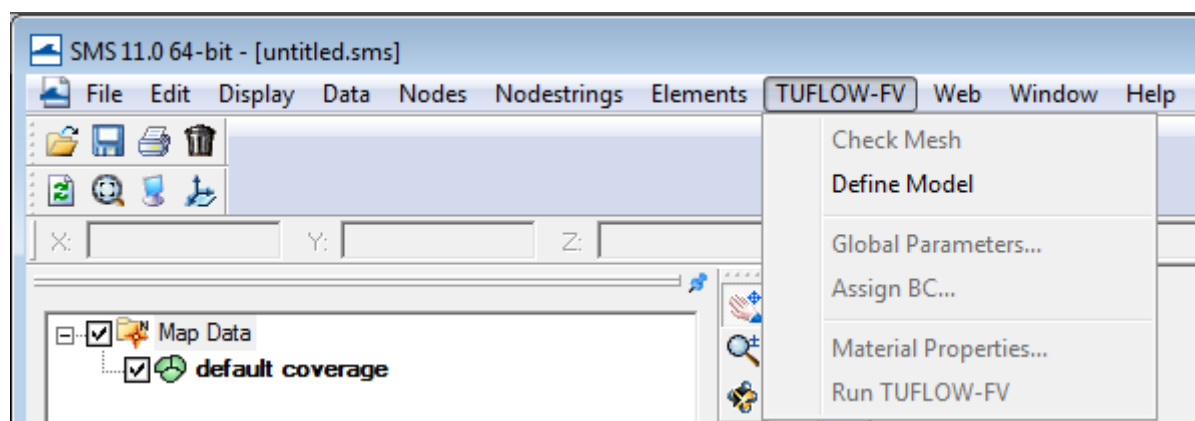 SMS 11.0 64-bit - [untitled.sms]
File Edit Display Data Nodes Nodestrings Elements TUFLOW-FV Web Window Help
Check Mesh
Define Model
X: Y: Z:
Global Parameters...
Assign BC...
Map Data
default coverage
Material Properties...
Run TUFLOW-FV